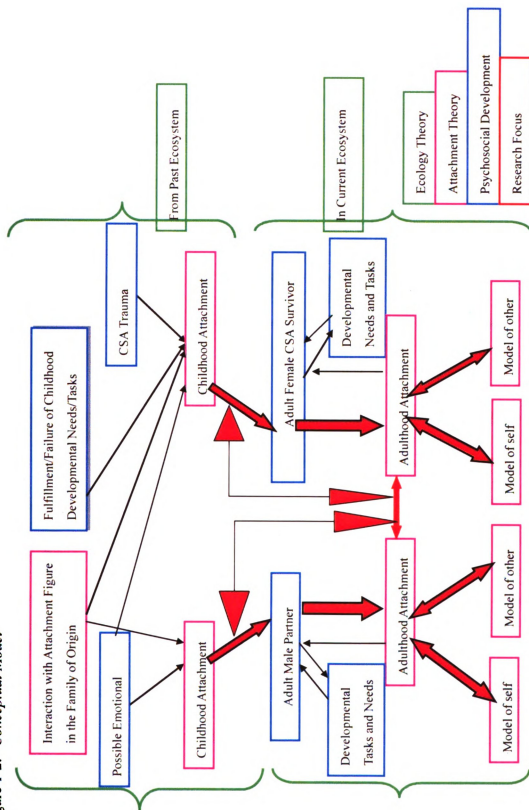 Conceptual Model
Interaction with Attachment Figure
in the Family of Origin
Fulfillment/Failure of Childhood
Developmental Needs/Tasks
CSA Trauma
From Past Ecosystem
Possible Emotional
Childhood Attachment
Childhood Attachment
Adult Male Partner
Adult Female CSA Survivor
In Current Ecosystem
Developmental
Tasks and Needs
Developmental
Needs and Tasks
Adulthood Attachment
Adulthood Attachment
Model of self
Model of other
Model of self
Model of other
Ecology Theory
Attachment Theory
Psychosocial Development
Research Focus